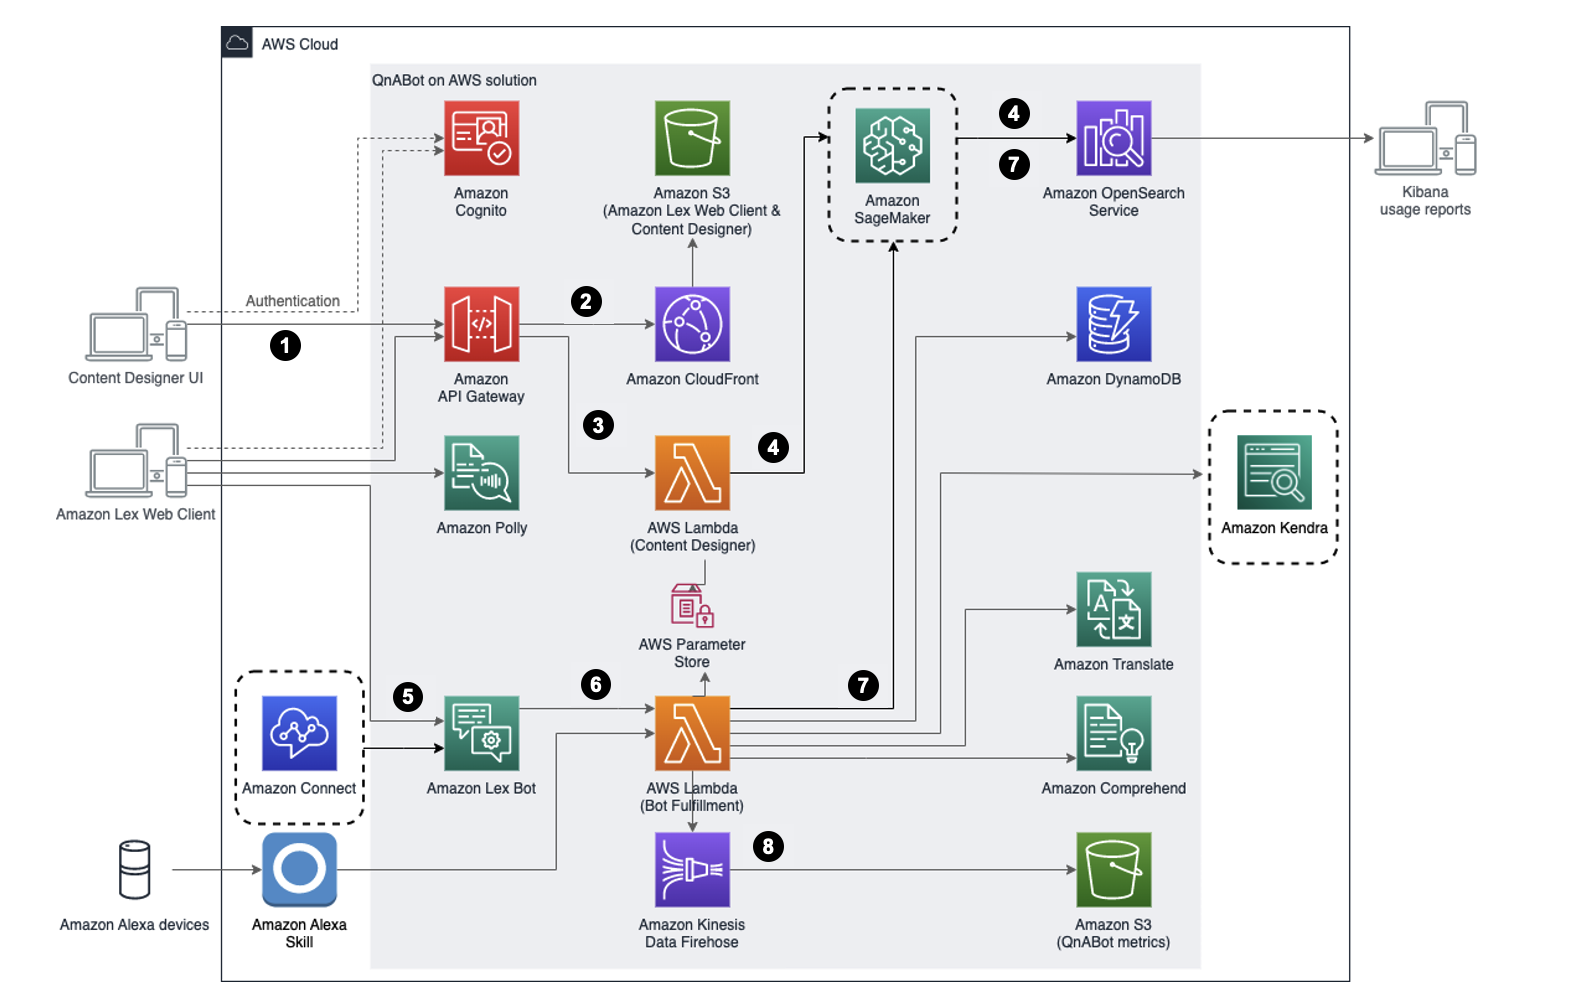 AWS Cloud
QnABot on AWS solution
Amazon
Cognito
Amazon S3
(Amazon Lex Web Client &
Content Designer)
Amazon
SageMaker
4
7
Amazon OpenSearch
Service
Kibana
usage reports
Authentication
1
Content Designer UI
Amazon
API Gateway
2
Amazon CloudFront
Amazon DynamoDB
3
4
Amazon Lex Web Client
Amazon Polly
AWS Lambda
(Content Designer)
Amazon Kendra
AWS Parameter
Store
A
文
Amazon Translate
5
6
7
Amazon Connect
Amazon Lex Bot
AWS Lambda
(Bot Fulfillment)
Amazon Comprehend
8
Amazon Alexa devices
Amazon Alexa
Skill
Amazon Kinesis
Data Firehose
Amazon S3
(QnABot metrics)